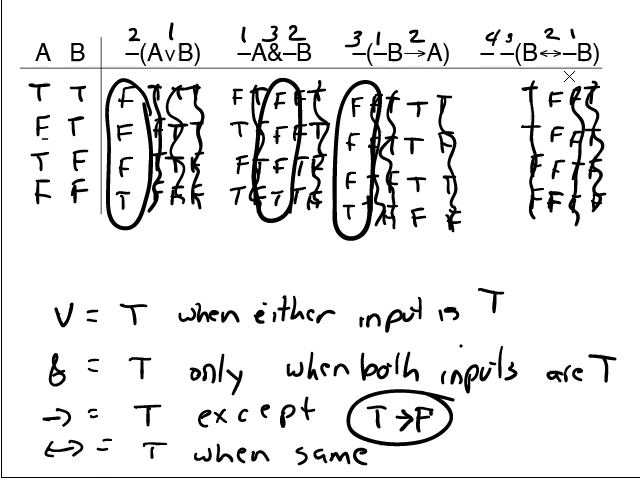 2 1 1 3 2 3 1 2 4 3 2 1
A B –(A∨B) –A&–B –(–B→A) – –(B↔–B)
T T F T T T F T F F T F F T T T T F F T
F T F F T T T F F F T F F T T F T F F T
T F F T T F F T F T F F T F T T F F T F
F F T F F F T F T T F T T F F F F F T F
V = T when either input is T
& = T only when both inputs are T
→ = T except T → F
↔ = T when same